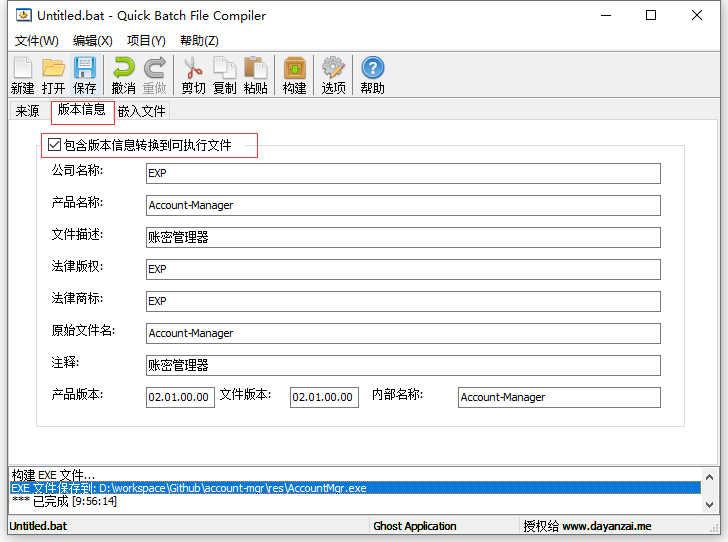 Untitled.bat - Quick Batch File Compiler
文件(W) 编辑(X) 项目(Y) 帮助(Z)
新建 打开 保存 撤消 重做 剪切 复制 粘贴 构建 选项 帮助
来源 版本信息 嵌入文件
包含版本信息转换到可执行文件
公司名称: EXP
产品名称: Account-Manager
文件描述: 账密管理器
法律版权: EXP
法律商标: EXP
原始文件名: Account-Manager
注释: 账密管理器
产品版本: 02.01.00.00 文件版本: 02.01.00.00 内部名称: Account-Manager
构建 EXE 文件...
EXE 文件保存到: D:\workspace\Github\account-mgr\res\AccountMgr.exe
*** 已完成 [9:56:14]
Untitled.bat Ghost Application 授权给 www.dayanzai.me